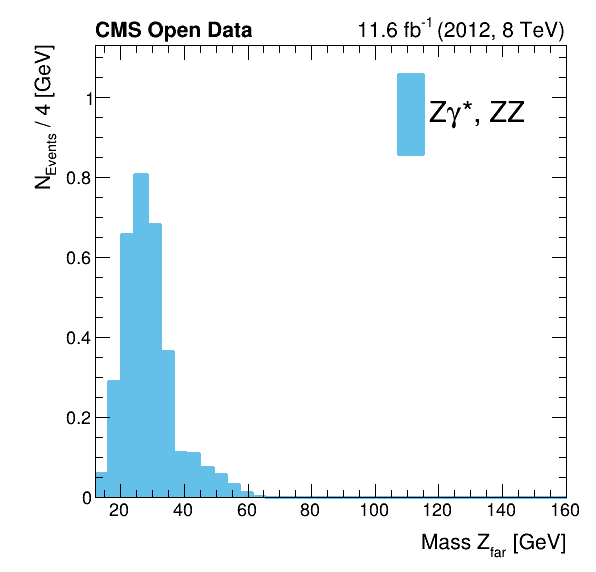 CMS Open Data 11.6 fb⁻¹ (2012, 8 TeV)
N_Events / 4 [GeV]
Zγ*, ZZ
1
0.8
0.6
0.4
0.2
0
20 40 60 80 100 120 140 160
Mass Z_far [GeV]